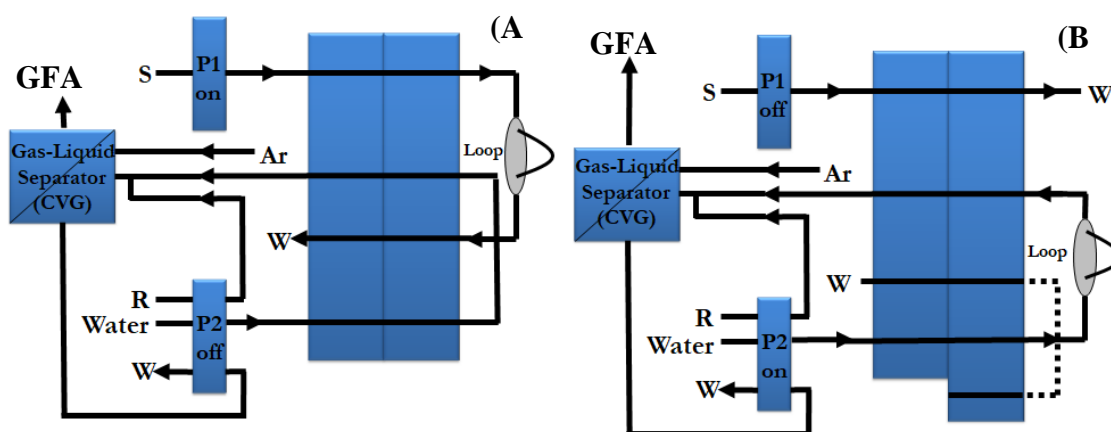 (A
GFA
S
P1
on
Loop
Gas-Liquid
Separator
(CVG)
Ar
W
R
Water
W
P2
off
(B
GFA
S
P1
off
W
Gas-Liquid
Separator
(CVG)
Ar
Loop
W
R
Water
W
P2
on